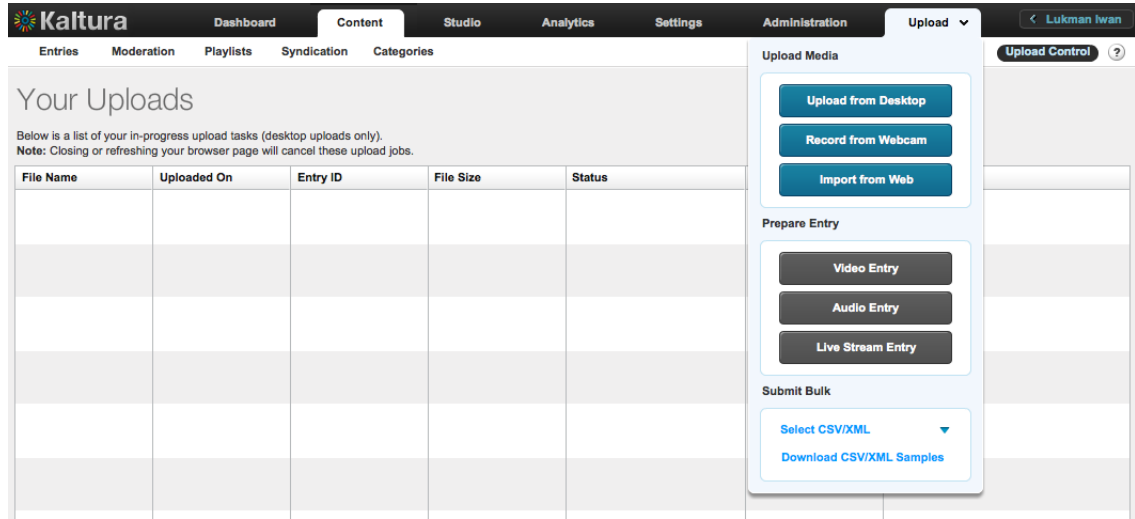 Kaltura
Dashboard
Content
Studio
Analytics
Settings
Administration
Upload
< Lukman Iwan
Entries
Moderation
Playlists
Syndication
Categories
Upload Control
?
Upload Media
Upload from Desktop
Record from Webcam
Import from Web
Prepare Entry
Video Entry
Audio Entry
Live Stream Entry
Submit Bulk
Select CSV/XML
Download CSV/XML Samples
Your Uploads
Below is a list of your in-progress upload tasks (desktop uploads only).
Note: Closing or refreshing your browser page will cancel these upload jobs.
File Name
Uploaded On
Entry ID
File Size
Status